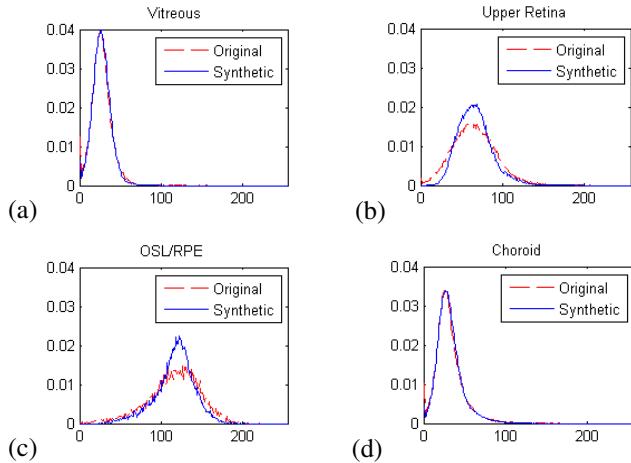 Vitreous
0.04
0.03
0.02
0.01
0
0
100
200
Original
Synthetic
(a)
Upper Retina
0.04
0.03
0.02
0.01
0
0
100
200
Original
Synthetic
(b)
OSL/RPE
0.04
0.03
0.02
0.01
0
0
100
200
Original
Synthetic
(c)
Choroid
0.04
0.03
0.02
0.01
0
0
100
200
Original
Synthetic
(d)